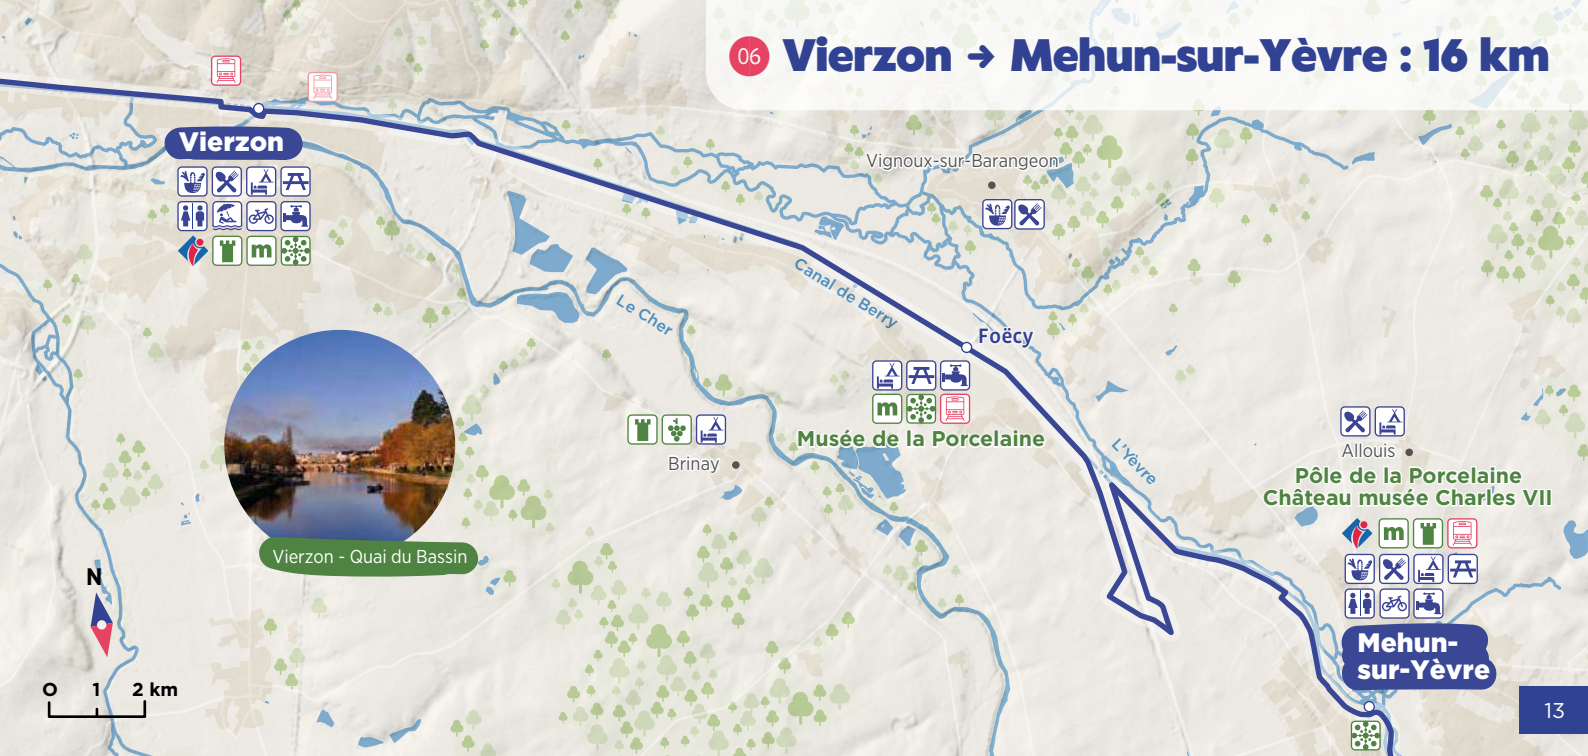 06 Vierzon → Mehun-sur-Yèvre : 16 km
Vierzon
m
Vignoux-sur-Barangeon
Canal de Berry
Le Cher
Foëcy
m
Musée de la Porcelaine
Brinay
L'Yèvre
Allouis
Pôle de la Porcelaine
Château musée Charles VII
m
Mehun-
sur-Yèvre
Vierzon - Quai du Bassin
N
0 1 2 km
13